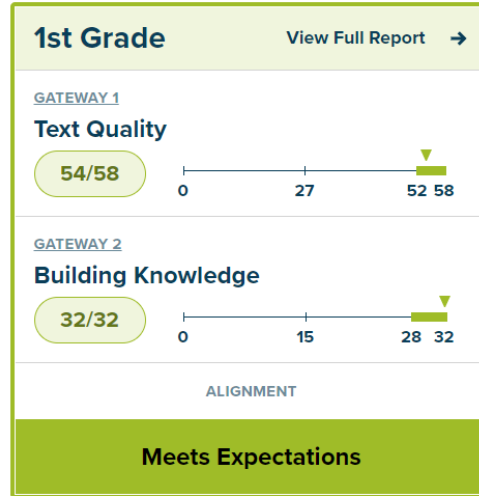 1st Grade View Full Report →
GATEWAY 1
Text Quality
54/58
0 27 52 58
GATEWAY 2
Building Knowledge
32/32
0 15 28 32
ALIGNMENT
Meets Expectations